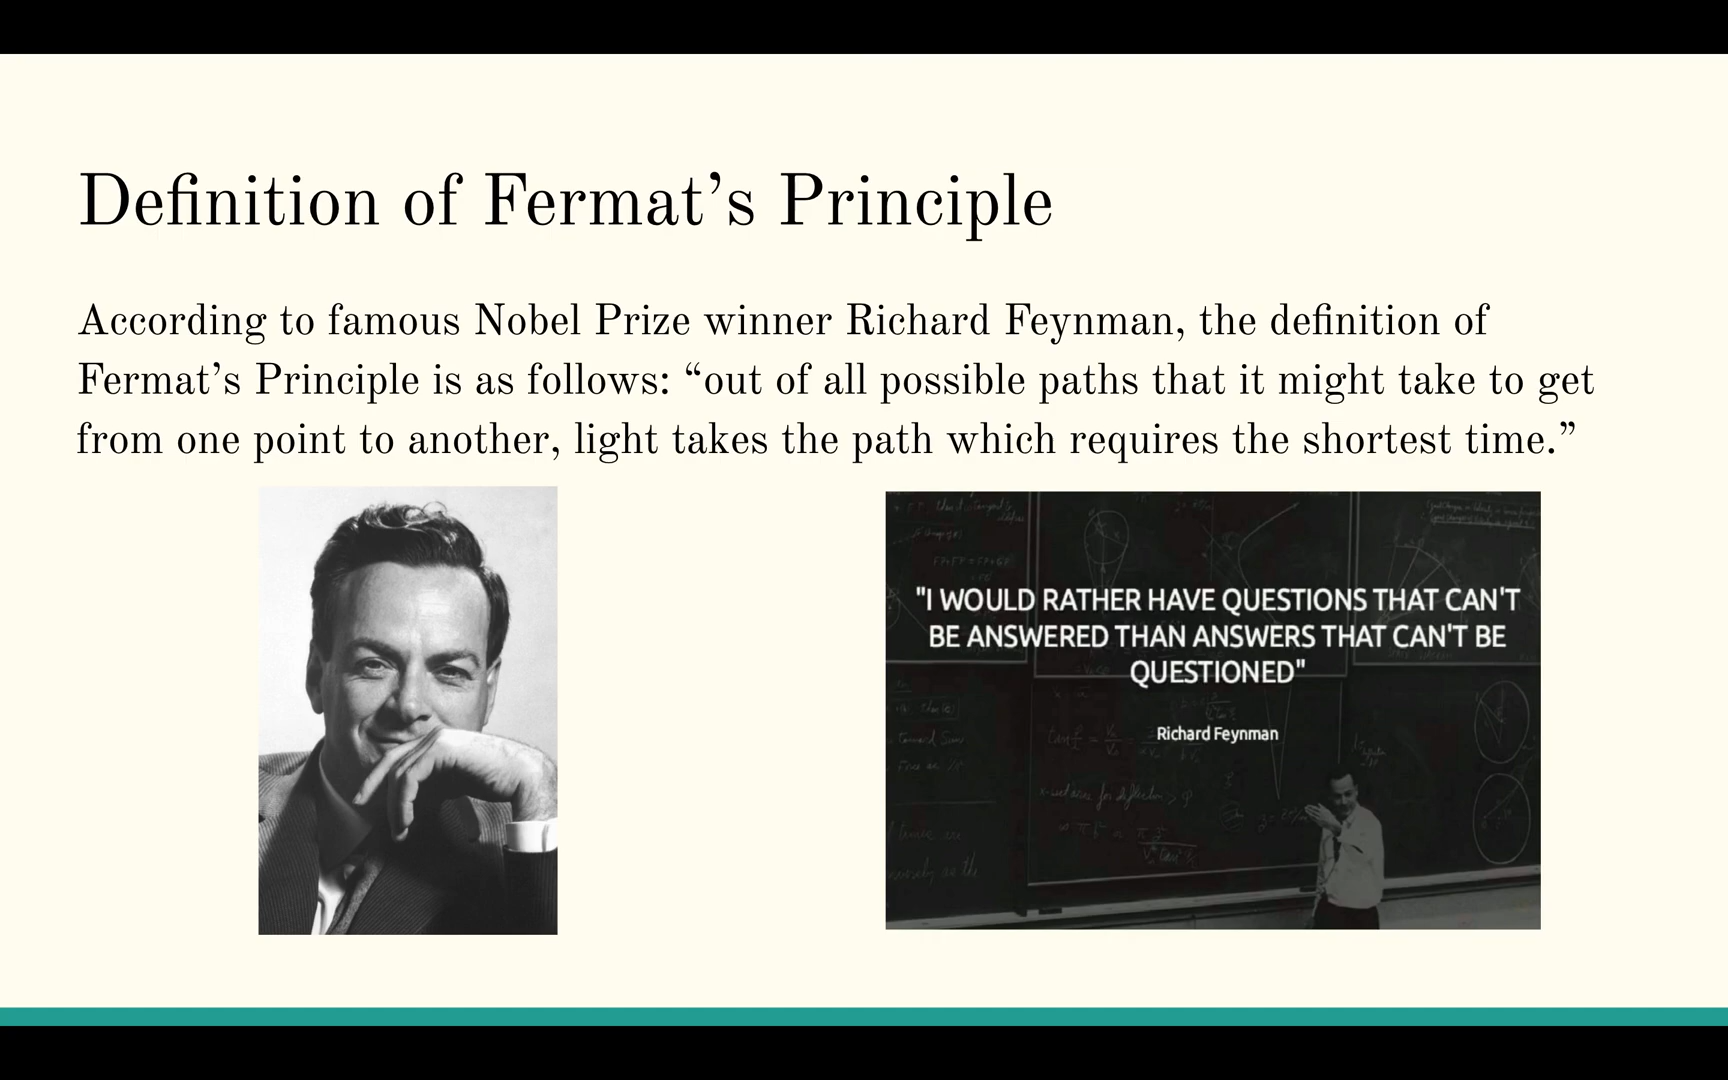 Definition of Fermat’s Principle
According to famous Nobel Prize winner Richard Feynman, the definition of
Fermat’s Principle is as follows: “out of all possible paths that it might take to get
from one point to another, light takes the path which requires the shortest time.”
"I WOULD RATHER HAVE QUESTIONS THAT CAN'T
BE ANSWERED THAN ANSWERS THAT CAN'T BE
QUESTIONED"
Richard Feynman